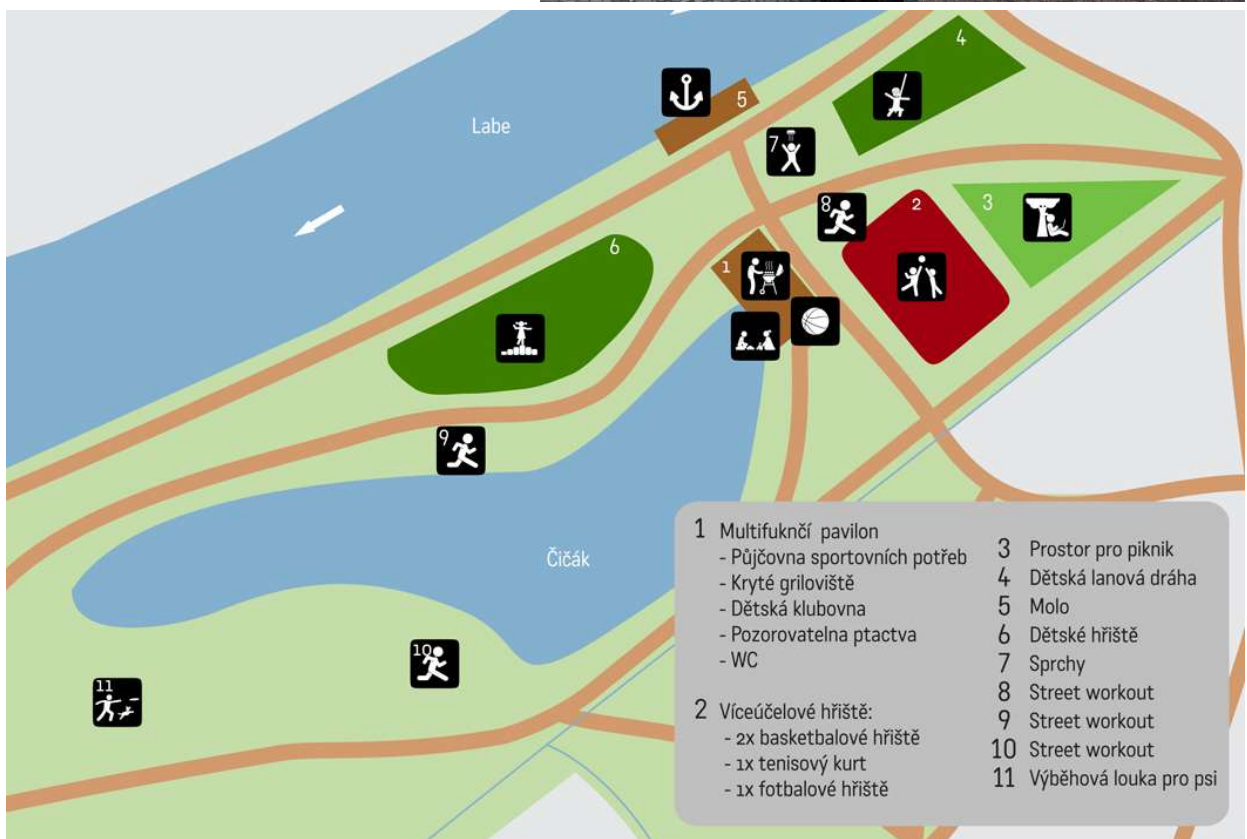 4
5
Labe
7
8
2
3
6
1
9
Čičák
10
11
1 Multifuknčí pavilon
- Půjčovna sportovních potřeb
- Kryté griloviště
- Dětská klubovna
- Pozorovatelna ptactva
- WC
2 Víceúčelové hřiště:
- 2x basketbalové hřiště
- 1x tenisový kurt
- 1x fotbalové hřiště
3 Prostor pro piknik
4 Dětská lanová dráha
5 Molo
6 Dětské hřiště
7 Sprchy
8 Street workout
9 Street workout
10 Street workout
11 Výběhová louka pro psi